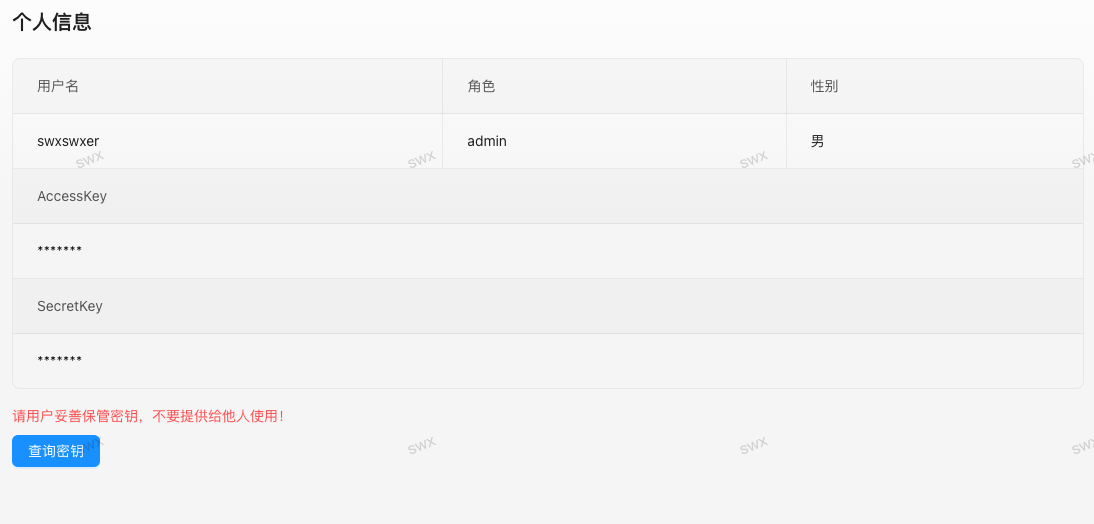 个人信息
用户名 角色 性别
swxswxer admin 男
swx swx swx swx
AccessKey
*******
SecretKey
*******
请用户妥善保管密钥，不要提供给他人使用！
查询密钥
swx swx swx swx